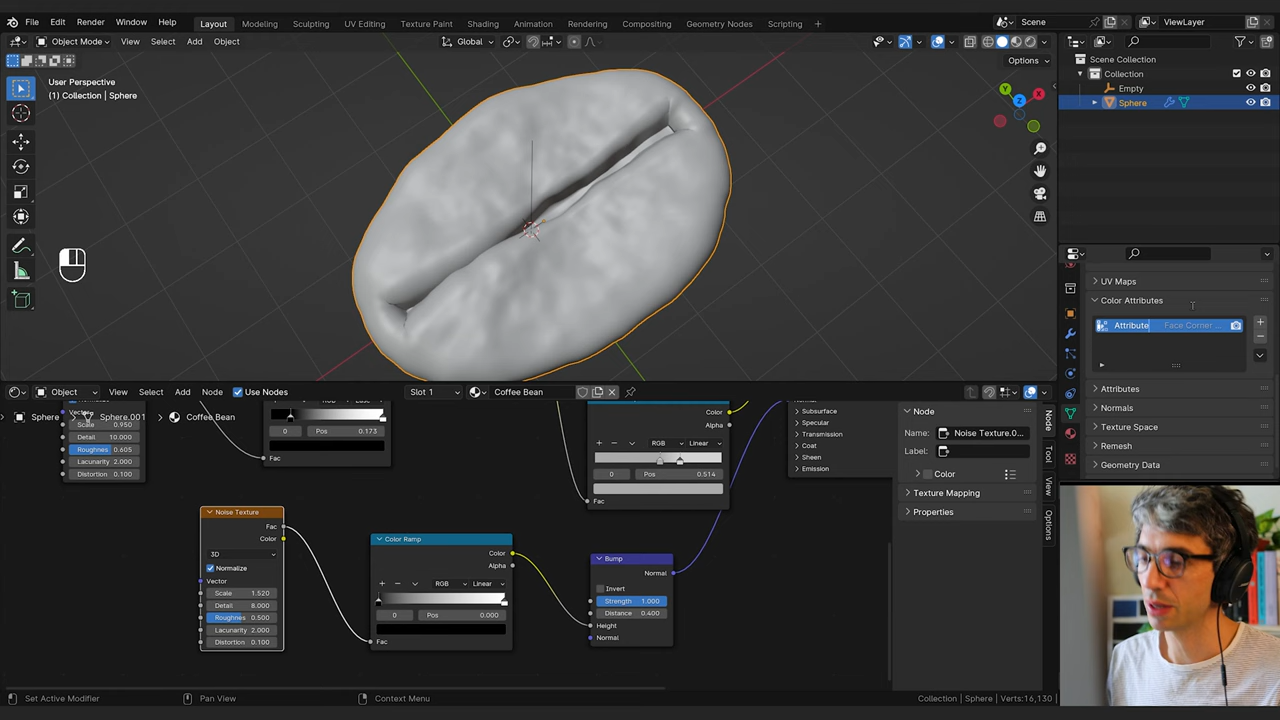 File Edit Render Window Help
Layout Modeling Sculpting UV Editing Texture Paint Shading Animation Rendering Compositing Geometry Nodes Scripting +
Scene
ViewLayer
Object Mode View Select Add Object
Global
Options
User Perspective
(1) Collection | Sphere
X
Y
Z
Scene Collection
Collection
Empty
Sphere
UV Maps
Color Attributes
Attribute Face Corner ...
Attributes
Normals
Texture Space
Remesh
Geometry Data
Object View Select Add Node Use Nodes Slot 1 Coffee Bean
Sphere Sphere.001 Coffee Bean
Vector
Scale 0.950
Detail 10.000
Roughness 0.605
Lacunarity 2.000
Distortion 0.100
0 Pos 0.173
Fac
Color
Alpha
RGB Linear
0 Pos 0.514
Fac
Subsurface
Specular
Transmission
Coat
Sheen
Emission
Noise Texture
Fac
Color
3D
Normalize
Vector
Scale 1.520
Detail 8.000
Roughness 0.500
Lacunarity 2.000
Distortion 0.100
Color Ramp
Color
Alpha
RGB Linear
0 Pos 0.000
Fac
Bump
Normal
Invert
Strength 1.000
Distance 0.400
Height
Normal
Node
Name: Noise Texture.0...
Label:
Color
Texture Mapping
Properties
Node
Tool
View
Options
Set Active Modifier
Pan View
Context Menu
Collection | Sphere Verts:16,130